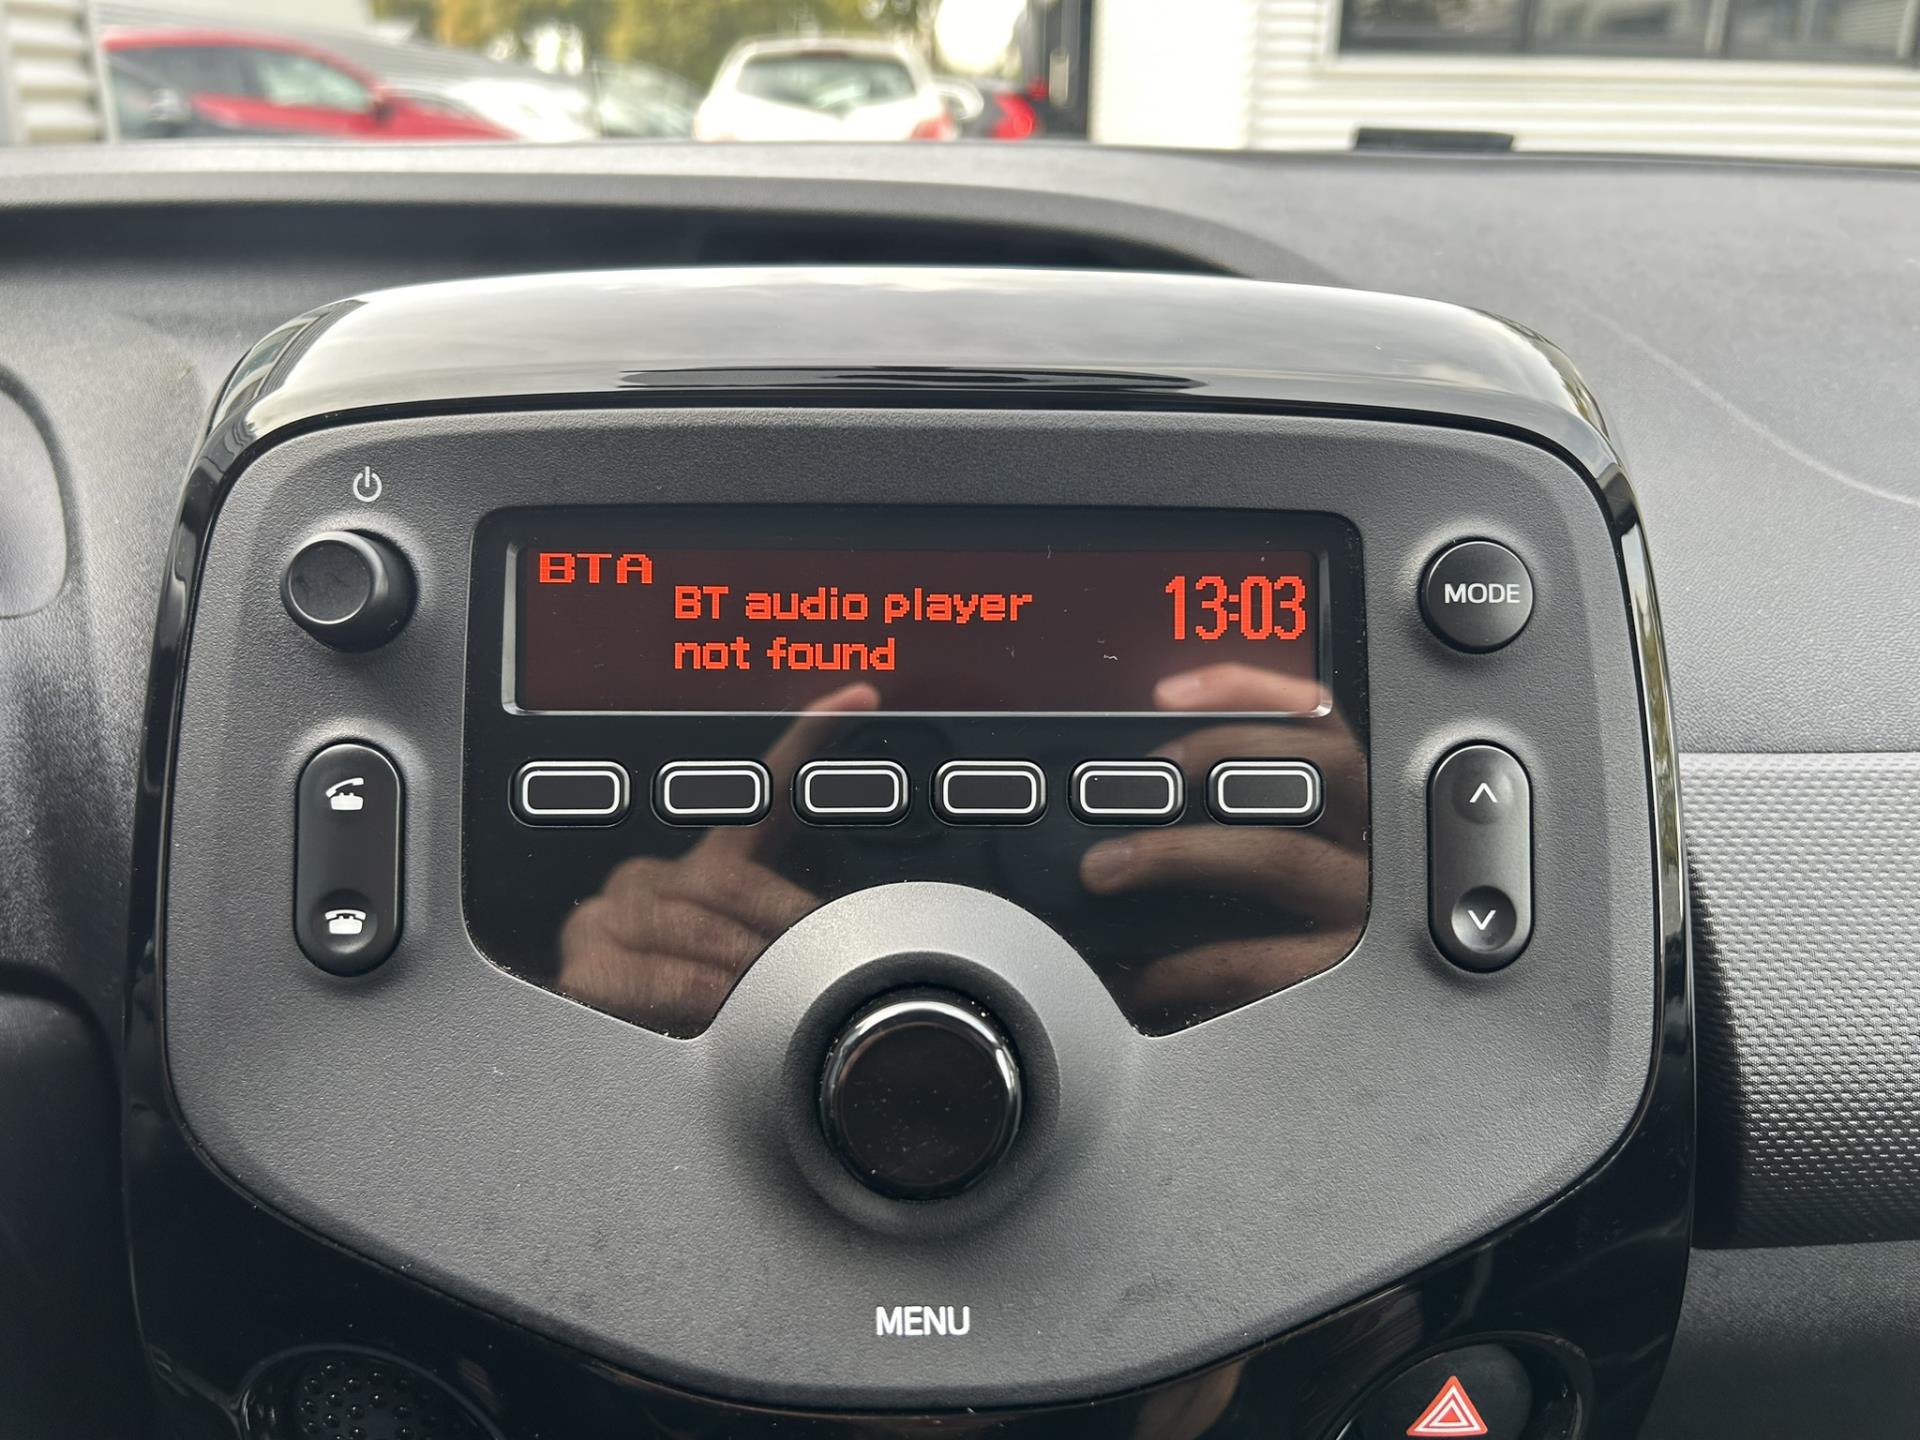 BTA
BT audio player
not found
13:03
MODE
MENU